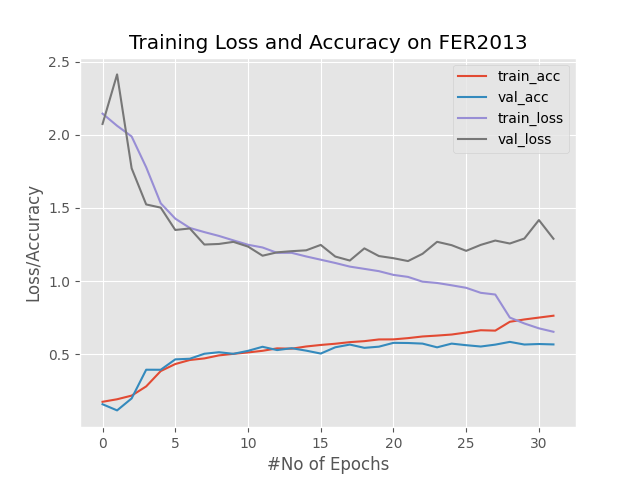 Training Loss and Accuracy on FER2013
train_acc
val_acc
train_loss
val_loss
2.5
2.0
1.5
1.0
0.5
Loss/Accuracy
0 5 10 15 20 25 30
#No of Epochs